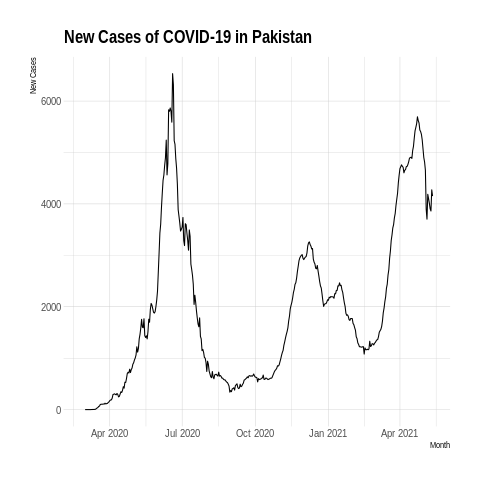 New Cases of COVID-19 in Pakistan
New Cases
6000
4000
2000
0
Apr 2020 Jul 2020 Oct 2020 Jan 2021 Apr 2021
Month